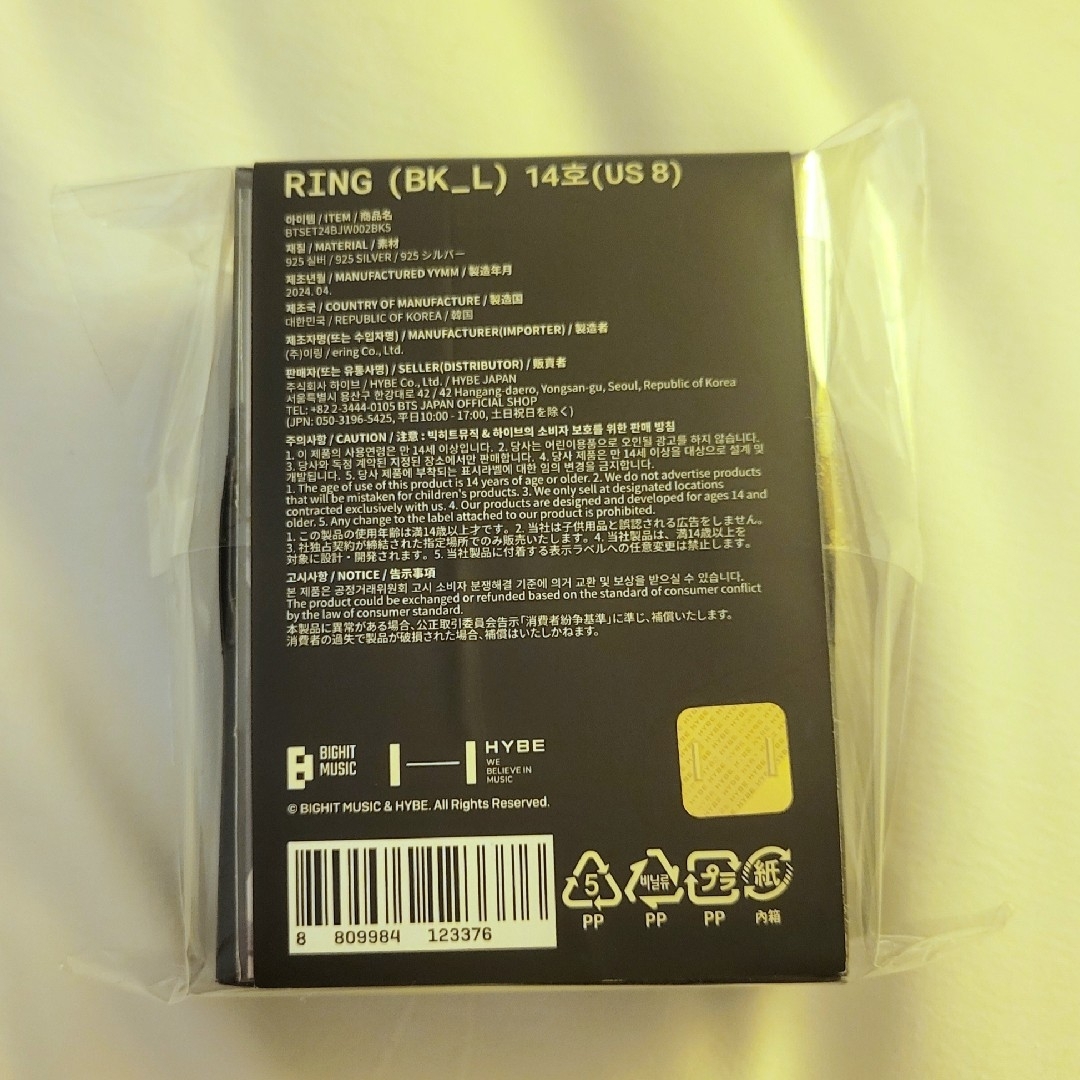 RING (BK_L) 14호(US 8)
아이템 / ITEM / 商品名
BTSET24BJW002BK5
재질 / MATERIAL / 素材
925 실버 / 925 SILVER / 925 シルバー
제조년월 / MANUFACTURED YYMM / 製造年月
2024. 04.
제조국 / COUNTRY OF MANUFACTURE / 製造国
대한민국 / REPUBLIC OF KOREA / 韓国
제조자명(또는 수입자명) / MANUFACTURER(IMPORTER) / 製造者
(주)이링 / ering Co., Ltd.
판매자(또는 유통사명) / SELLER(DISTRIBUTOR) / 販売者
주식회사 하이브 / HYBE Co., Ltd. / HYBE JAPAN
서울특별시 용산구 한강대로 42 / 42 Hangang-daero, Yongsan-gu, Seoul, Republic of Korea
TEL: +82 2-3444-0105 BTS JAPAN OFFICIAL SHOP
(JPN: 050-3196-5425, 平日10:00 - 17:00, 土日祝日を除く)
주의사항 / CAUTION / 注意 : 빅히트뮤직 & 하이브의 소비자 보호를 위한 판매 방침
1. 이 제품의 사용연령은 만 14세 이상입니다. 2. 당사는 어린이용품으로 오인될 광고를 하지 않습니다.
3. 당사와 독점 계약된 지정된 장소에서만 판매합니다. 4. 당사 제품은 만 14세 이상을 대상으로 설계 및
개발됩니다. 5. 당사 제품에 부착되는 표시라벨에 대한 임의 변경을 금지합니다.
1. The age of use of this product is 14 years of age or older. 2. We do not advertise products
that will be mistaken for children's products. 3. We only sell at designated locations
contracted exclusively with us. 4. Our products are designed and developed for ages 14 and
older. 5. Any change to the label attached to our product is prohibited.
1. この製品の使用年齢は満14歳以上才です。2. 当社は子供用品と誤認される広告をしません。
3. 社独占契約が締結された指定場所でのみ販売いたします。4. 当社製品は、満14歳以上を
対象に設計・開発されます。5. 当社製品に付着する表示ラベルへの任意変更は禁止します。
고시사항 / NOTICE / 告示事項
본 제품은 공정거래위원회 고시 소비자 분쟁해결 기준에 의거 교환 및 보상을 받으실 수 있습니다.
The product could be exchanged or refunded based on the standard of consumer conflict
by the law of consumer standard.
本製品に異常がある場合、公正取引委員会告示「消費者紛争基準」に準じ、補償いたします。
消費者の過失で製品が破損された場合、補償はいたしかねます。
BIGHIT
MUSIC
HYBE
WE
BELIEVE IN
MUSIC
© BIGHIT MUSIC & HYBE. All Rights Reserved.
8 809984 123376
5
PP
비닐류
PP
プラ
PP
紙
内箱